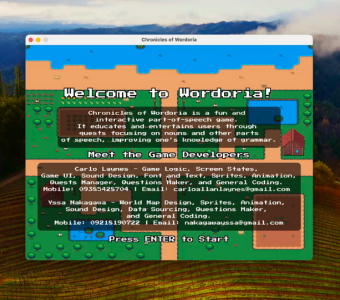 Chronicles of Wordoria
Welcome to Wordoria!
Chronicles of Wordoria is a fun and
interactive part-of-speech game.
It educates and entertains users through
quests focusing on nouns and other parts
of speech, improving one's knowledge of grammar.
Meet the Game Developers
Carlo Laynes - Game Logic, Screen States,
Game UI, Sound Design, Font and Text, Sprites, Animation,
Quests Manager, Questions Maker, and General Coding.
Mobile: 09355425704 | Email: carloallanlaynes@gmail.com
Yssa Nakagawa - World Map Design, Sprites, Animation,
Sound Design, Data Sourcing, Questions Maker,
and General Coding.
Mobile: 09218190722 | Email: nakagawayssa@gmail.com
Press ENTER to Start